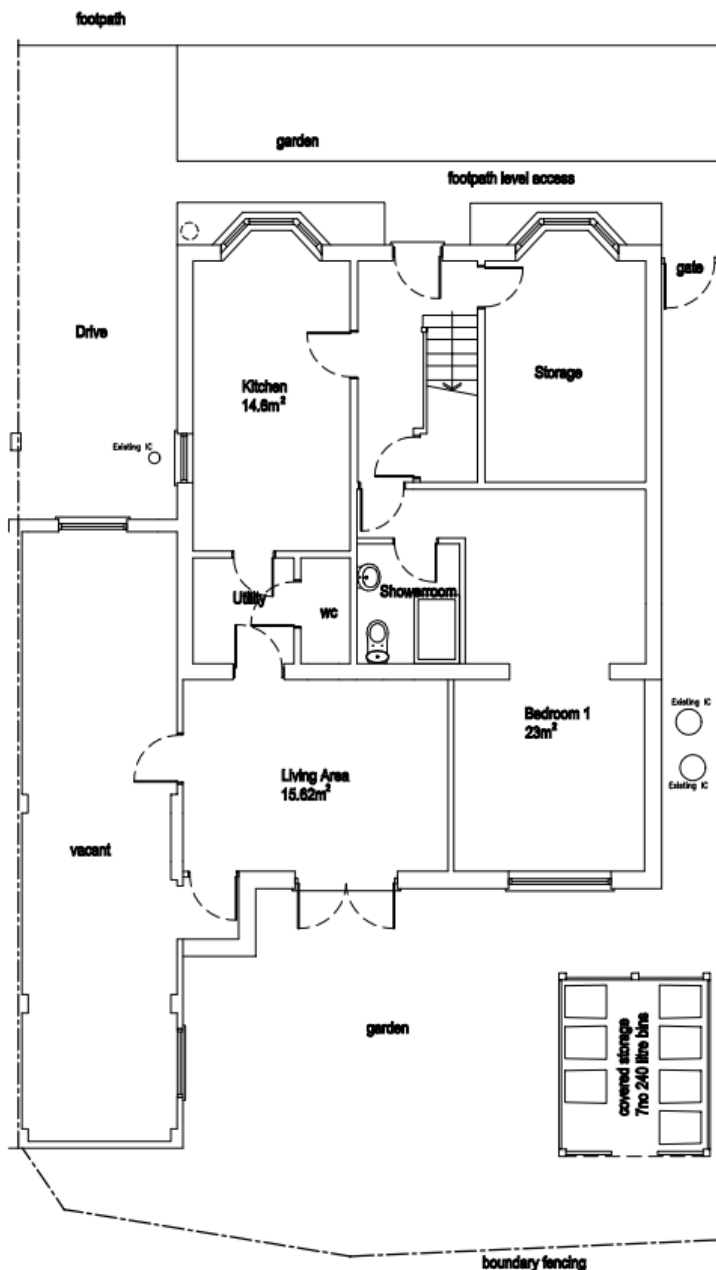 footpath
garden
footpath level access
gate
Drive
Kitchen
14.6m²
Storage
Existing IC
Utility
wc
Showerroom
Bedroom 1
23m²
Existing IC
Existing IC
Living Area
15.62m²
vacant
garden
covered storage
7no 240 litre bins
boundary fencing